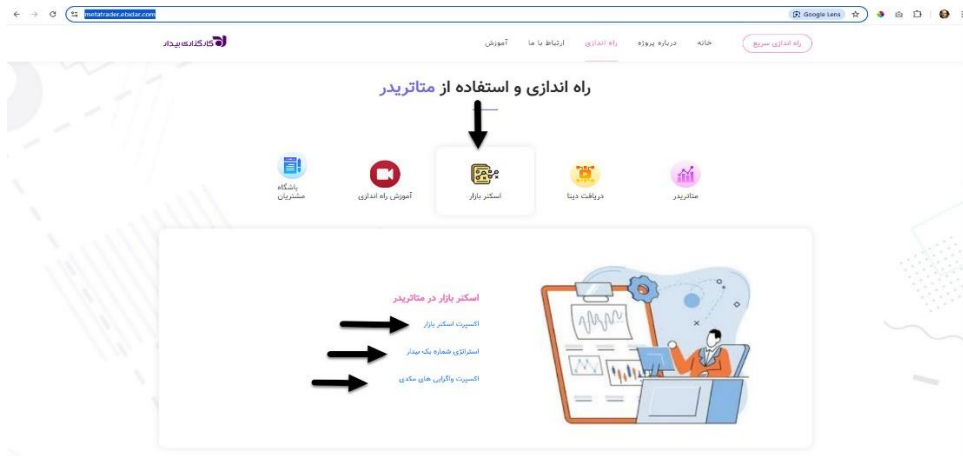 metatrader.ebidar.com
Google Lens
کارگزاری بیدار
راه اندازی سریع
خانه
درباره پروژه
راه اندازی
ارتباط با ما
آموزش
راه اندازی و استفاده از متاتریدر
متاتریدر
دریافت دیتا
اسکنر بازار
آموزش راه اندازی
باشگاه
مشتریان
اسکنر بازار در متاتریدر
اکسپرت اسکنر بازار
استراتژی شماره یک بیدار
اکسپرت واگرایی های مکدی